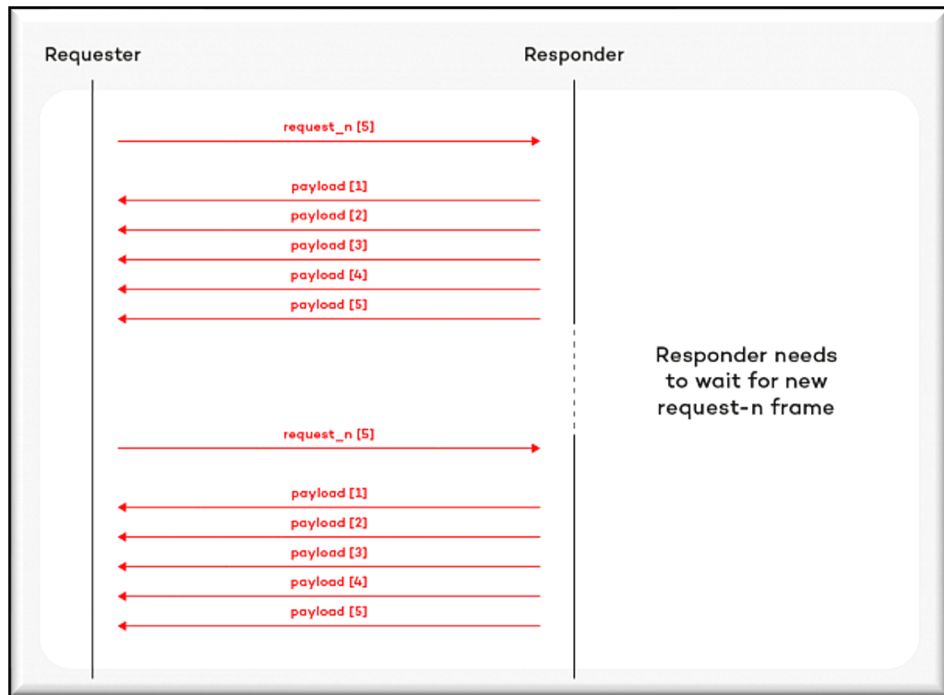 Requester
Responder
request_n [5]
payload [1]
payload [2]
payload [3]
payload [4]
payload [5]
Responder needs
to wait for new
request-n frame
request_n [5]
payload [1]
payload [2]
payload [3]
payload [4]
payload [5]